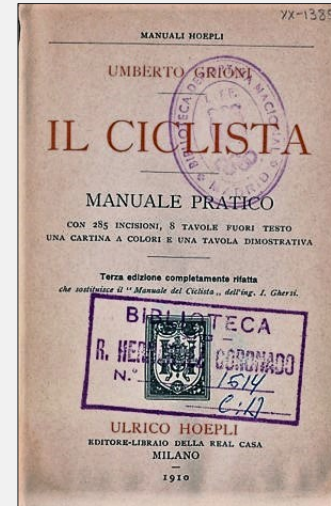 XX-1385
MANUALI HOEPLI
UMBERTO GRIONI
IL CICLISTA
MANUALE PRATICO
CON 285 INCISIONI, 8 TAVOLE FUORI TESTO
UNA CARTINA A COLORI E UNA TAVOLA DIMOSTRATIVA
Terza edizione completamente rifatta
che sostituisce il "Manuale del Ciclista„ dell'ing. I. Ghersi.
BIBLIOTECA
R. CORONADO
N.º 1614
ULRICO HOEPLI
EDITORE-LIBRAIO DELLA REAL CASA
MILANO
1910